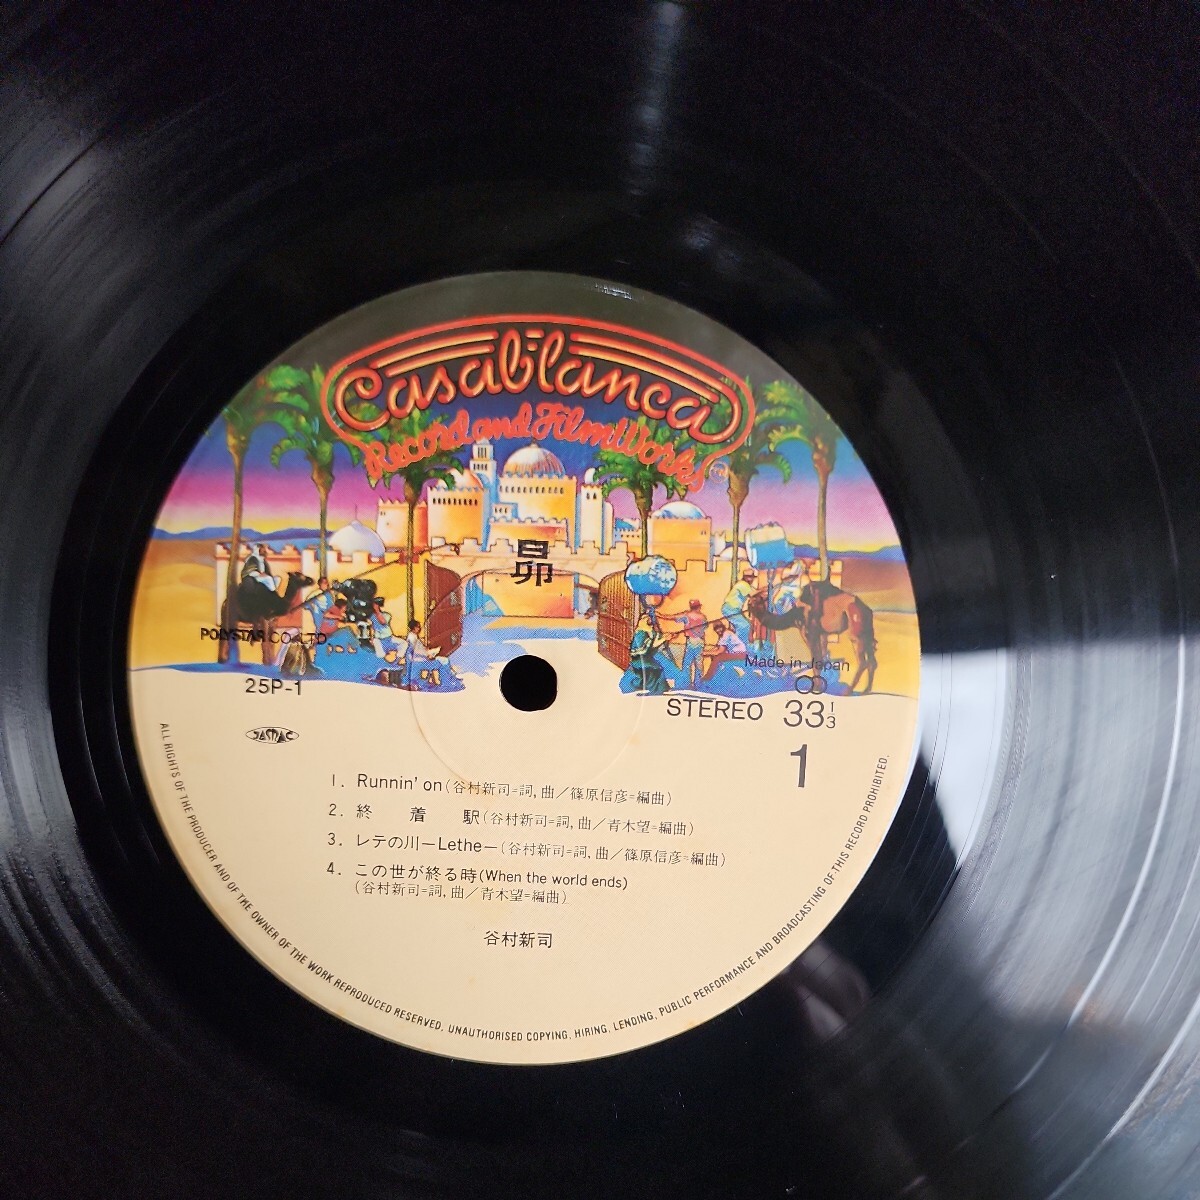 Casablanca
Record and FilmWorks
昴
POLYSTAR CO., LTD.
Made in Japan
25P-1
STEREO 33 1/3
JASRAC
1
1. Runnin' on (谷村新司=詞, 曲/篠原信彦=編曲)
2. 終 着 駅 (谷村新司=詞, 曲/青木望=編曲)
3. レテの川—Lethe— (谷村新司=詞, 曲/篠原信彦=編曲)
4. この世が終る時 (When the world ends)
(谷村新司=詞, 曲/青木望=編曲)
谷村新司
ALL RIGHTS OF THE PRODUCER AND OF THE OWNER OF THE WORK REPRODUCED RESERVED. UNAUTHORISED COPYING, HIRING, LENDING, PUBLIC PERFORMANCE AND BROADCASTING OF THIS RECORD PROHIBITED.